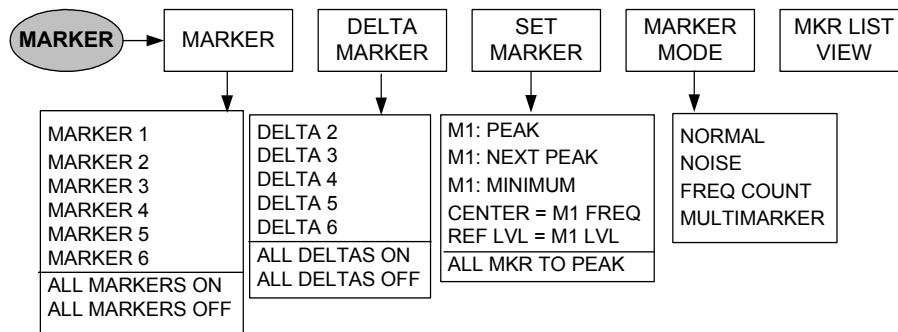 MARKER
MARKER
DELTA
MARKER
SET
MARKER
MARKER
MODE
MKR LIST
VIEW
MARKER 1
MARKER 2
MARKER 3
MARKER 4
MARKER 5
MARKER 6
ALL MARKERS ON
ALL MARKERS OFF
DELTA 2
DELTA 3
DELTA 4
DELTA 5
DELTA 6
ALL DELTAS ON
ALL DELTAS OFF
M1: PEAK
M1: NEXT PEAK
M1: MINIMUM
CENTER = M1 FREQ
REF LVL = M1 LVL
ALL MKR TO PEAK
NORMAL
NOISE
FREQ COUNT
MULTIMARKER